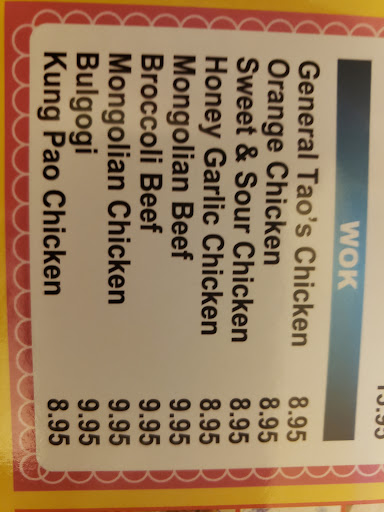 WOK
General Tao's Chicken 8.95
Orange Chicken 8.95
Sweet & Sour Chicken 8.95
Honey Garlic Chicken 8.95
Mongolian Beef 9.95
Broccoli Beef 9.95
Mongolian Chicken 9.95
Bulgogi 9.95
Kung Pao Chicken 8.95